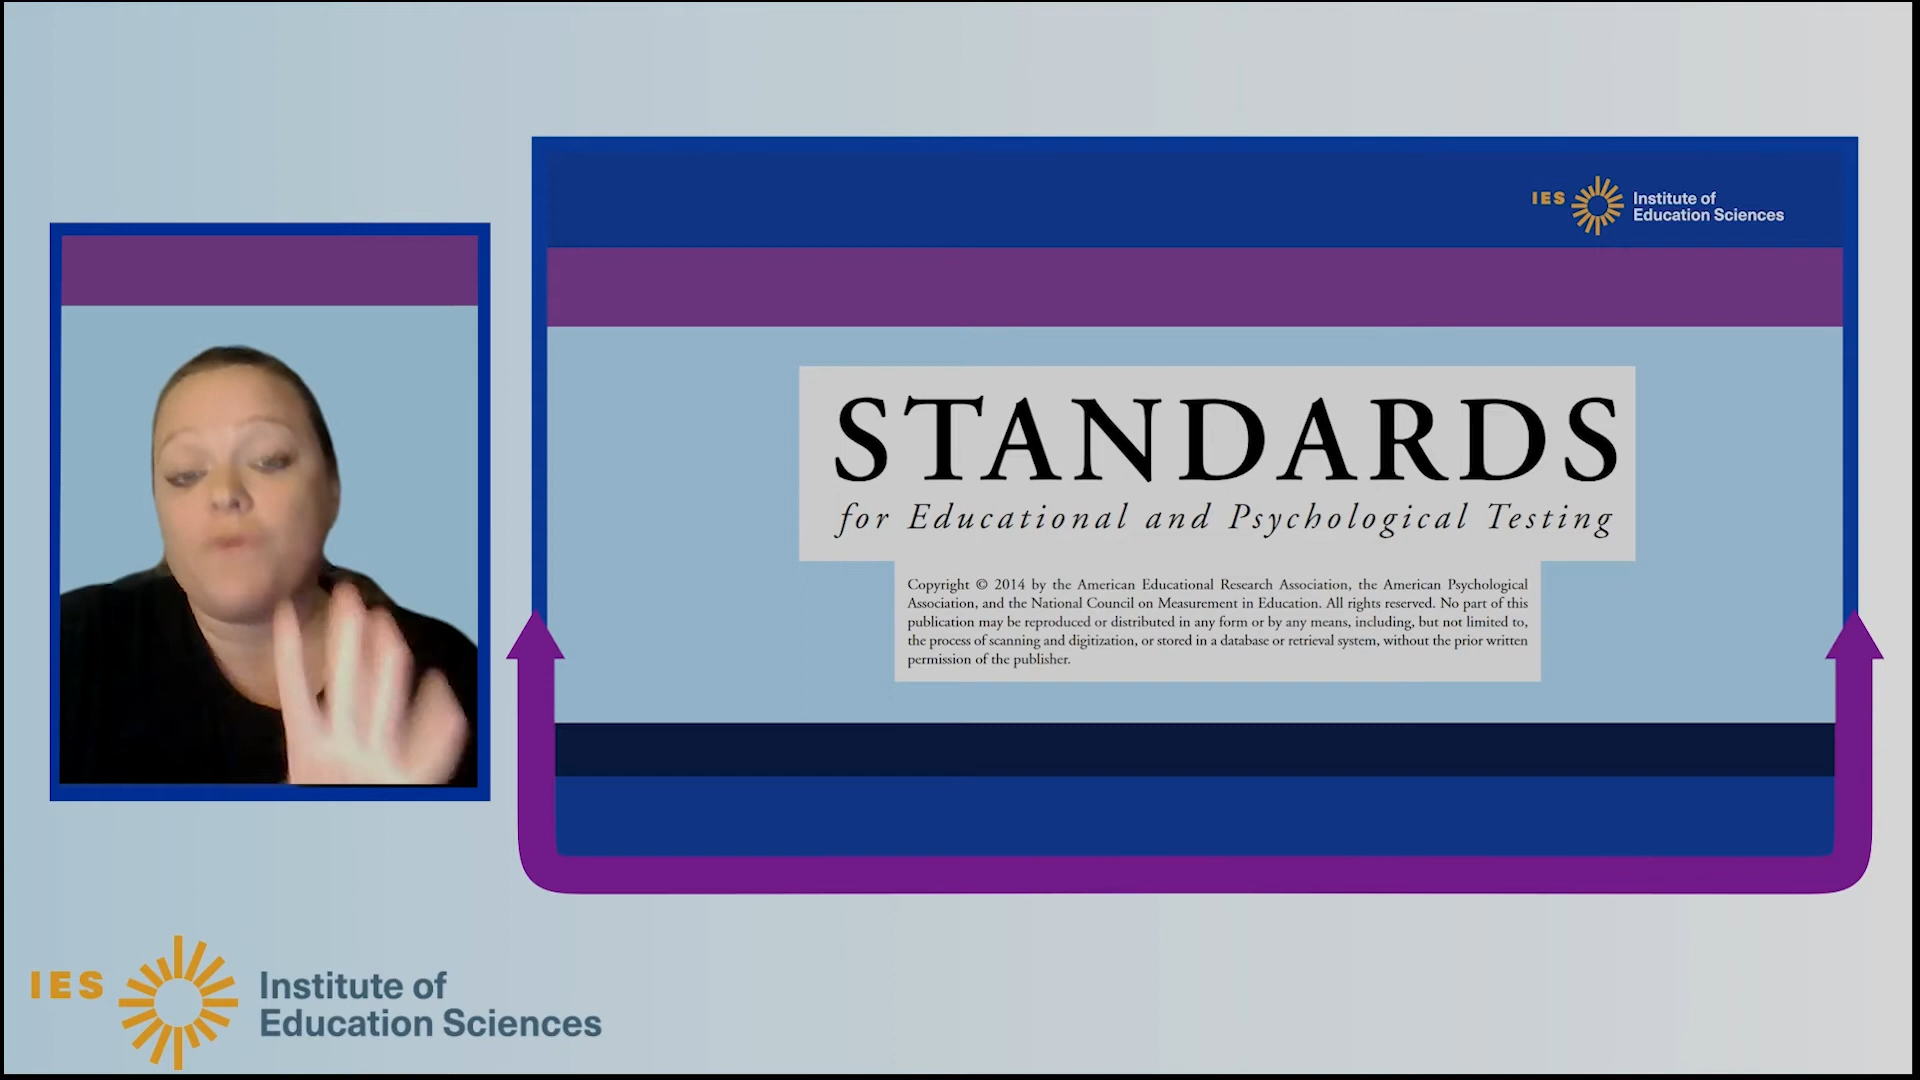 IES Institute of
Education Sciences
STANDARDS
for Educational and Psychological Testing
Copyright © 2014 by the American Educational Research Association, the American Psychological
Association, and the National Council on Measurement in Education. All rights reserved. No part of this
publication may be reproduced or distributed in any form or by any means, including, but not limited to,
the process of scanning and digitization, or stored in a database or retrieval system, without the prior written
permission of the publisher.
IES Institute of
Education Sciences